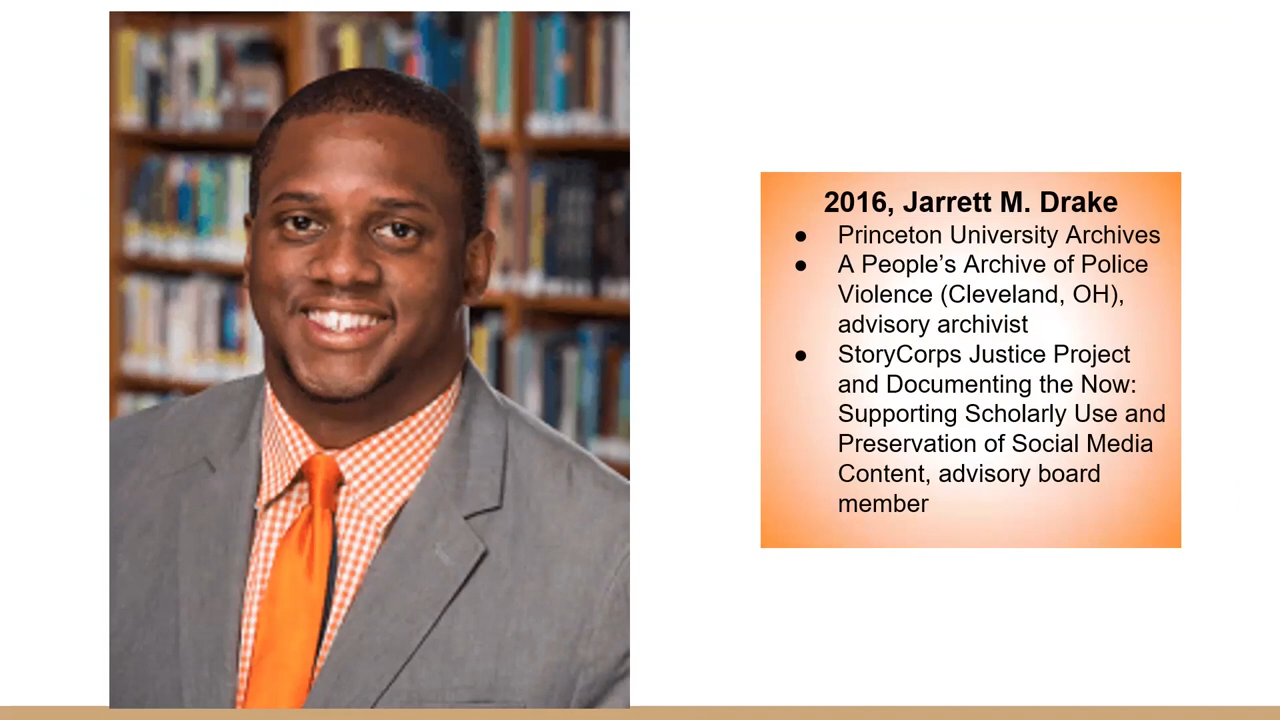 2016, Jarrett M. Drake
● Princeton University Archives
● A People’s Archive of Police
Violence (Cleveland, OH),
advisory archivist
● StoryCorps Justice Project
and Documenting the Now:
Supporting Scholarly Use and
Preservation of Social Media
Content, advisory board
member